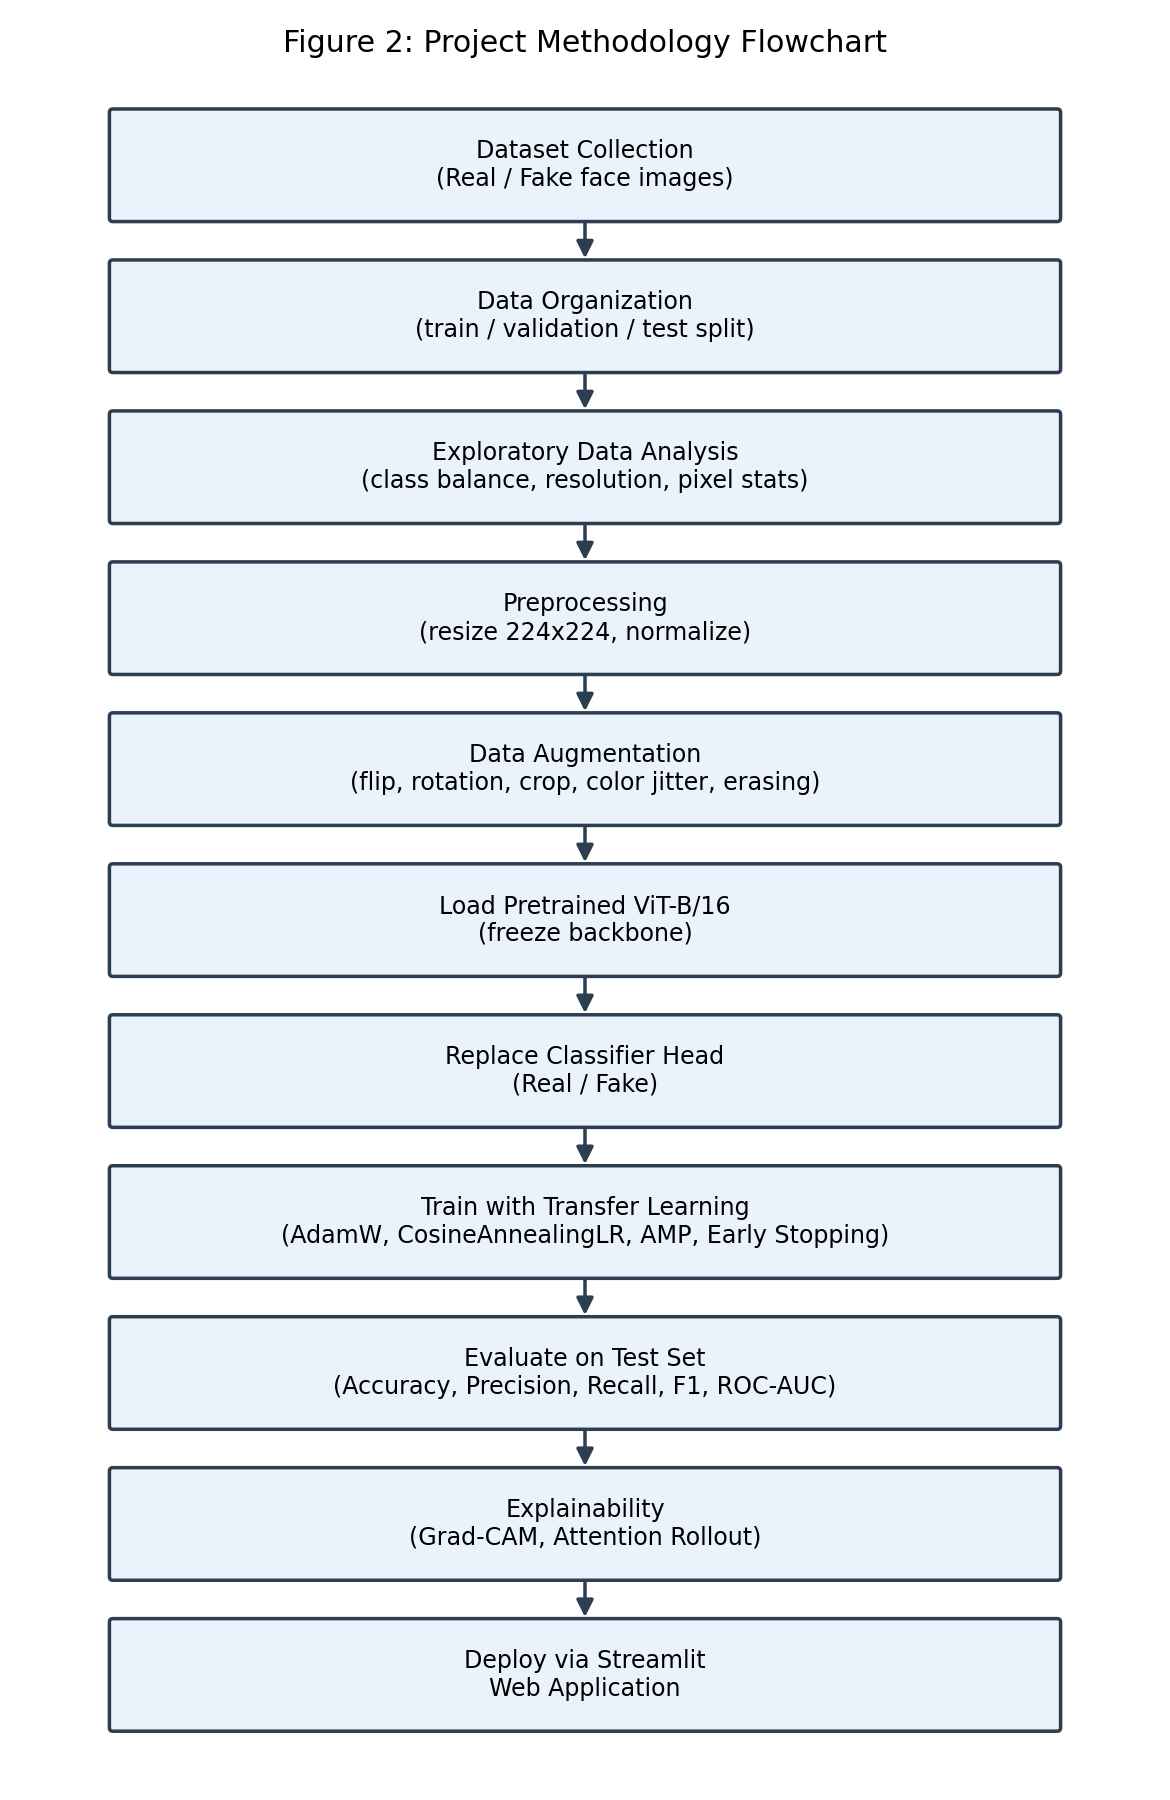 Figure 2: Project Methodology Flowchart
Dataset Collection
(Real / Fake face images)
Data Organization
(train / validation / test split)
Exploratory Data Analysis
(class balance, resolution, pixel stats)
Preprocessing
(resize 224x224, normalize)
Data Augmentation
(flip, rotation, crop, color jitter, erasing)
Load Pretrained ViT-B/16
(freeze backbone)
Replace Classifier Head
(Real / Fake)
Train with Transfer Learning
(AdamW, CosineAnnealingLR, AMP, Early Stopping)
Evaluate on Test Set
(Accuracy, Precision, Recall, F1, ROC-AUC)
Explainability
(Grad-CAM, Attention Rollout)
Deploy via Streamlit
Web Application